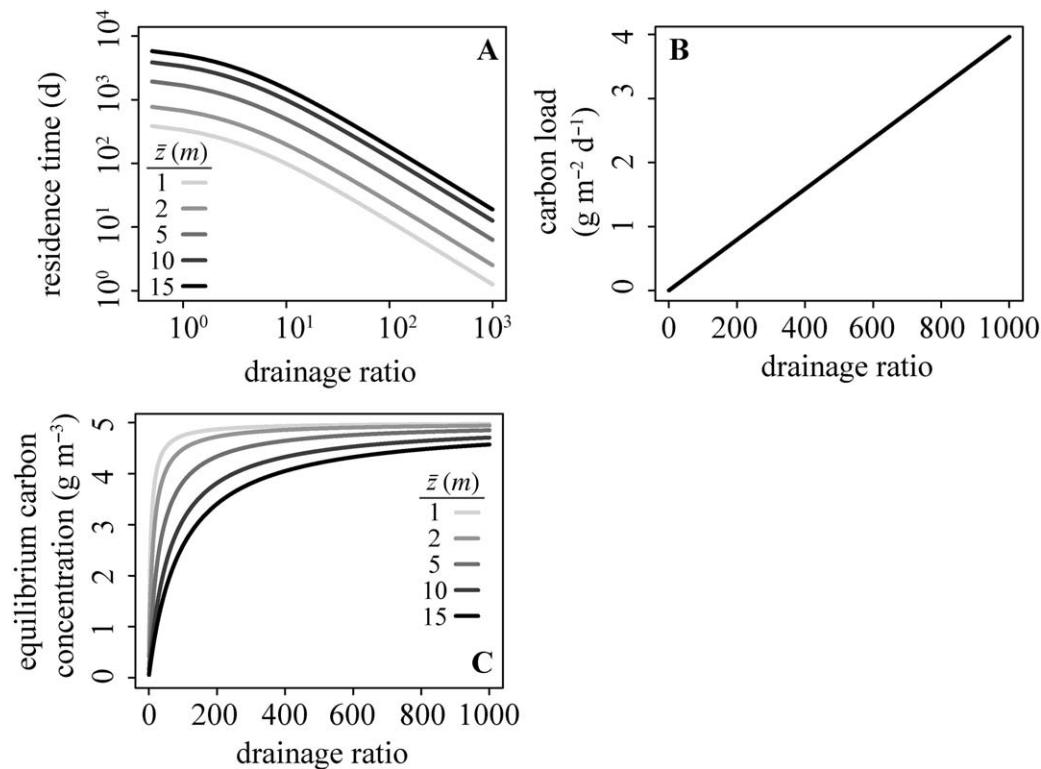 A
residence time (d)
10⁴
10³
10²
10¹
10⁰
z̄ (m)
1
2
5
10
15
10⁰ 10¹ 10² 10³
drainage ratio
B
carbon load
(g m⁻² d⁻¹)
4
3
2
1
0
0 200 400 600 800 1000
drainage ratio
equilibrium carbon
concentration (g m⁻³)
5
4
3
2
1
0
z̄ (m)
1
2
5
10
15
C
0 200 400 600 800 1000
drainage ratio